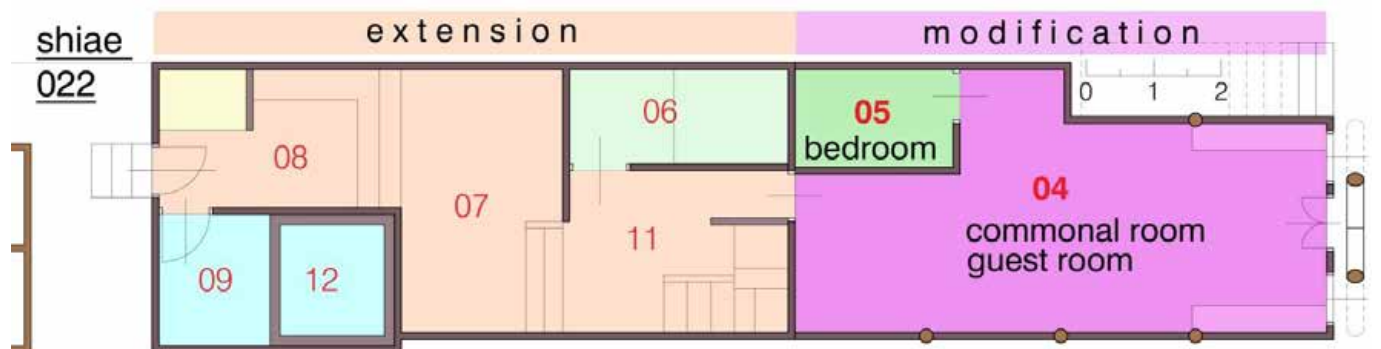 extension
modification
shiae
022
0 1 2
05
bedroom
06
08
07
04
commonal room
guest room
11
09
12